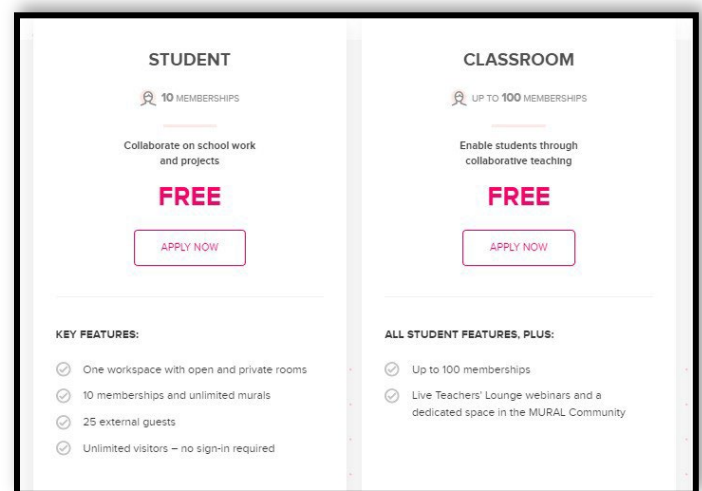 STUDENT
10 MEMBERSHIPS
Collaborate on school work
and projects
FREE
APPLY NOW
KEY FEATURES:
One workspace with open and private rooms
10 memberships and unlimited murals
25 external guests
Unlimited visitors – no sign-in required
CLASSROOM
UP TO 100 MEMBERSHIPS
Enable students through
collaborative teaching
FREE
APPLY NOW
ALL STUDENT FEATURES, PLUS:
Up to 100 memberships
Live Teachers' Lounge webinars and a
dedicated space in the MURAL Community